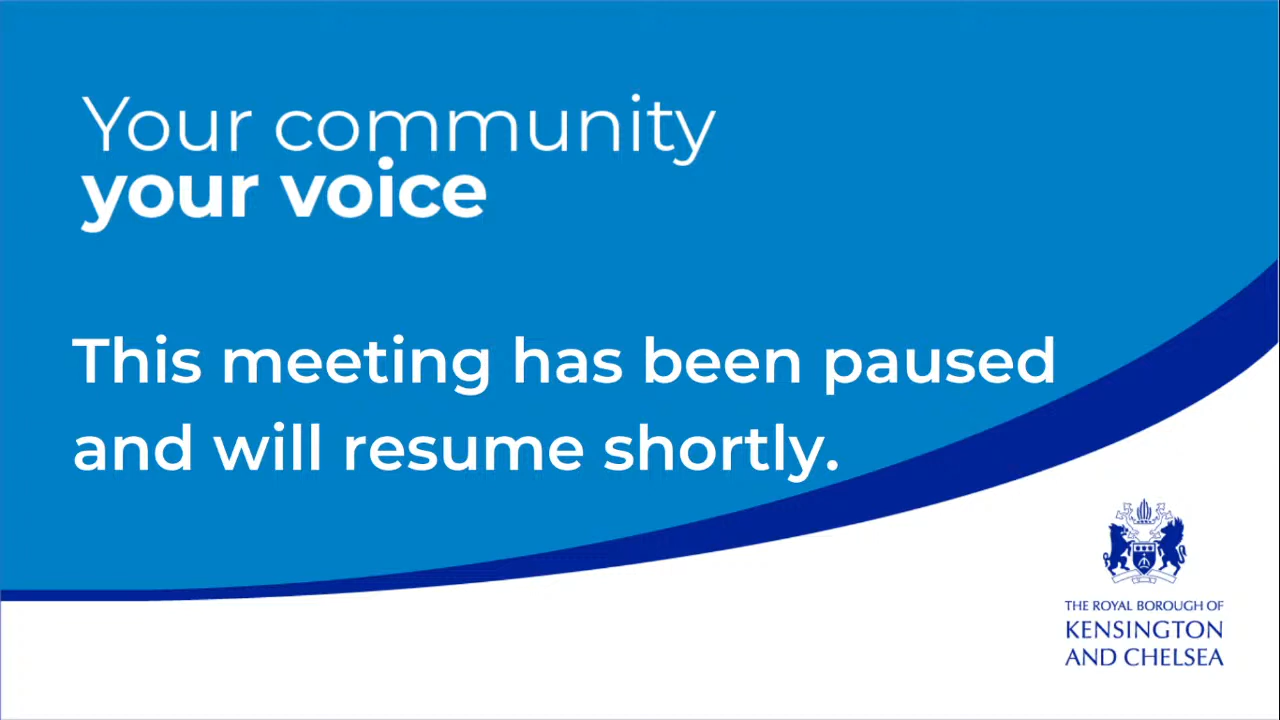 Your community
your voice
This meeting has been paused
and will resume shortly.
THE ROYAL BOROUGH OF
KENSINGTON
AND CHELSEA